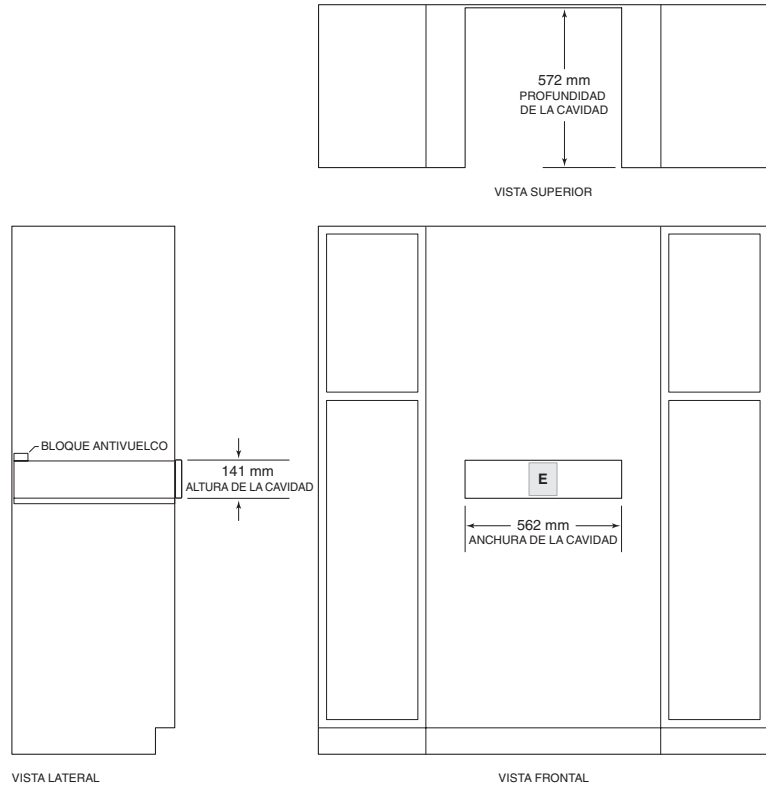 572 mm
PROFUNDIDAD
DE LA CAVIDAD
VISTA SUPERIOR
BLOQUE ANTIVUELCO
141 mm
ALTURA DE LA CAVIDAD
E
562 mm
ANCHURA DE LA CAVIDAD
VISTA LATERAL
VISTA FRONTAL